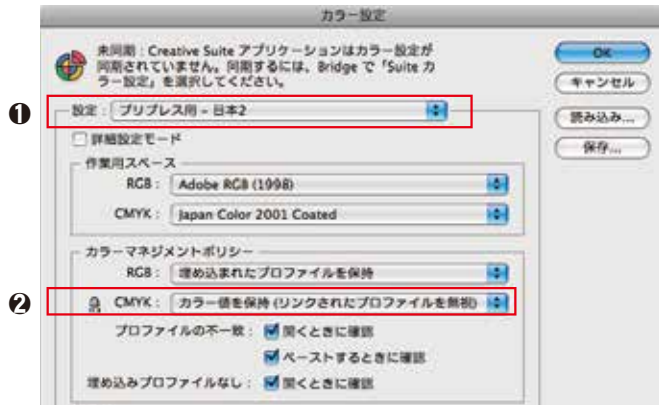 カラー設定
未同期：Creative Suite アプリケーションはカラー設定が
同期されていません。同期するには、Bridge で「Suite カ
ラー設定」を選択してください。
OK
キャンセル
読み込み...
保存...
❶
設定：プリプレス用 - 日本2
詳細設定モード
作業用スペース
RGB： Adobe RGB (1998)
CMYK： Japan Color 2001 Coated
カラーマネジメントポリシー
RGB： 埋め込まれたプロファイルを保持
❷
CMYK： カラー値を保持 (リンクされたプロファイルを無視)
プロファイルの不一致： 開くときに確認
ペーストするときに確認
埋め込みプロファイルなし： 開くときに確認